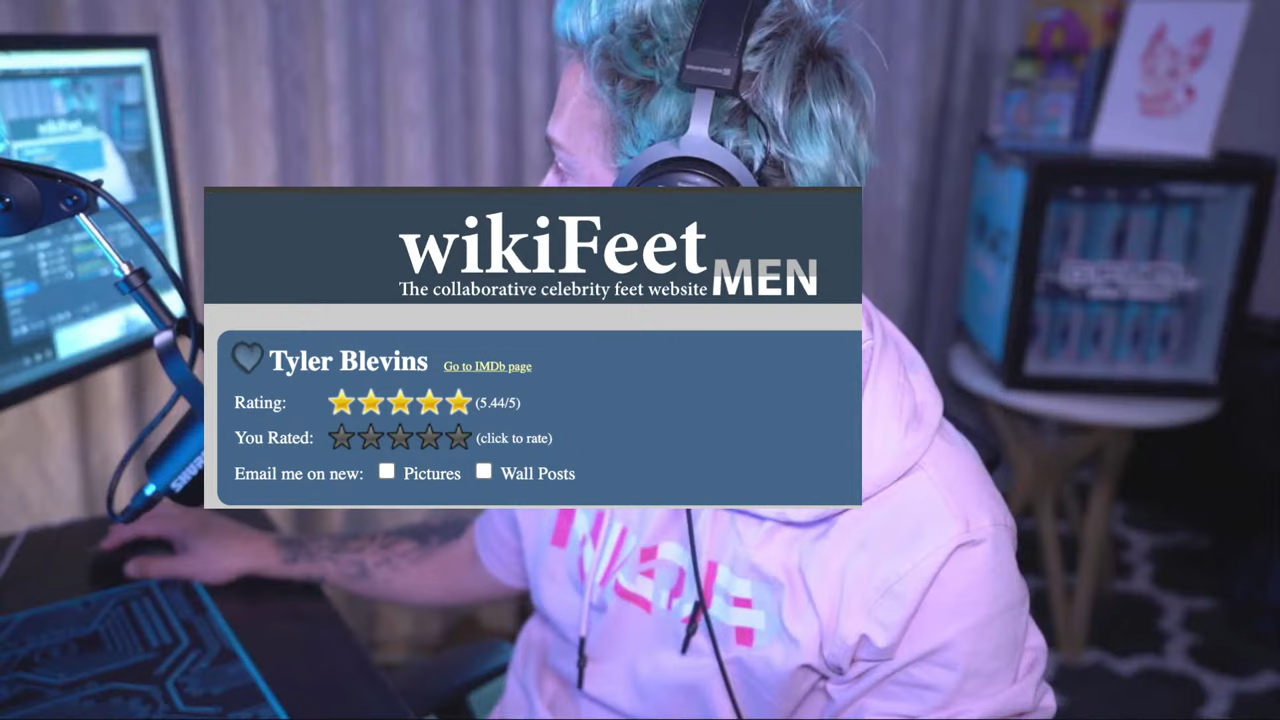 wikiFeet MEN
The collaborative celebrity feet website
Tyler Blevins Go to IMDb page
Rating: (5.44/5)
You Rated: (click to rate)
Email me on new: Pictures Wall Posts
NINJA